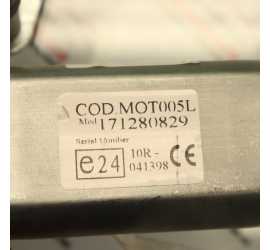 COD.MOT005L
Mod 171280829
Serial Number
e24 10R - CE
041398